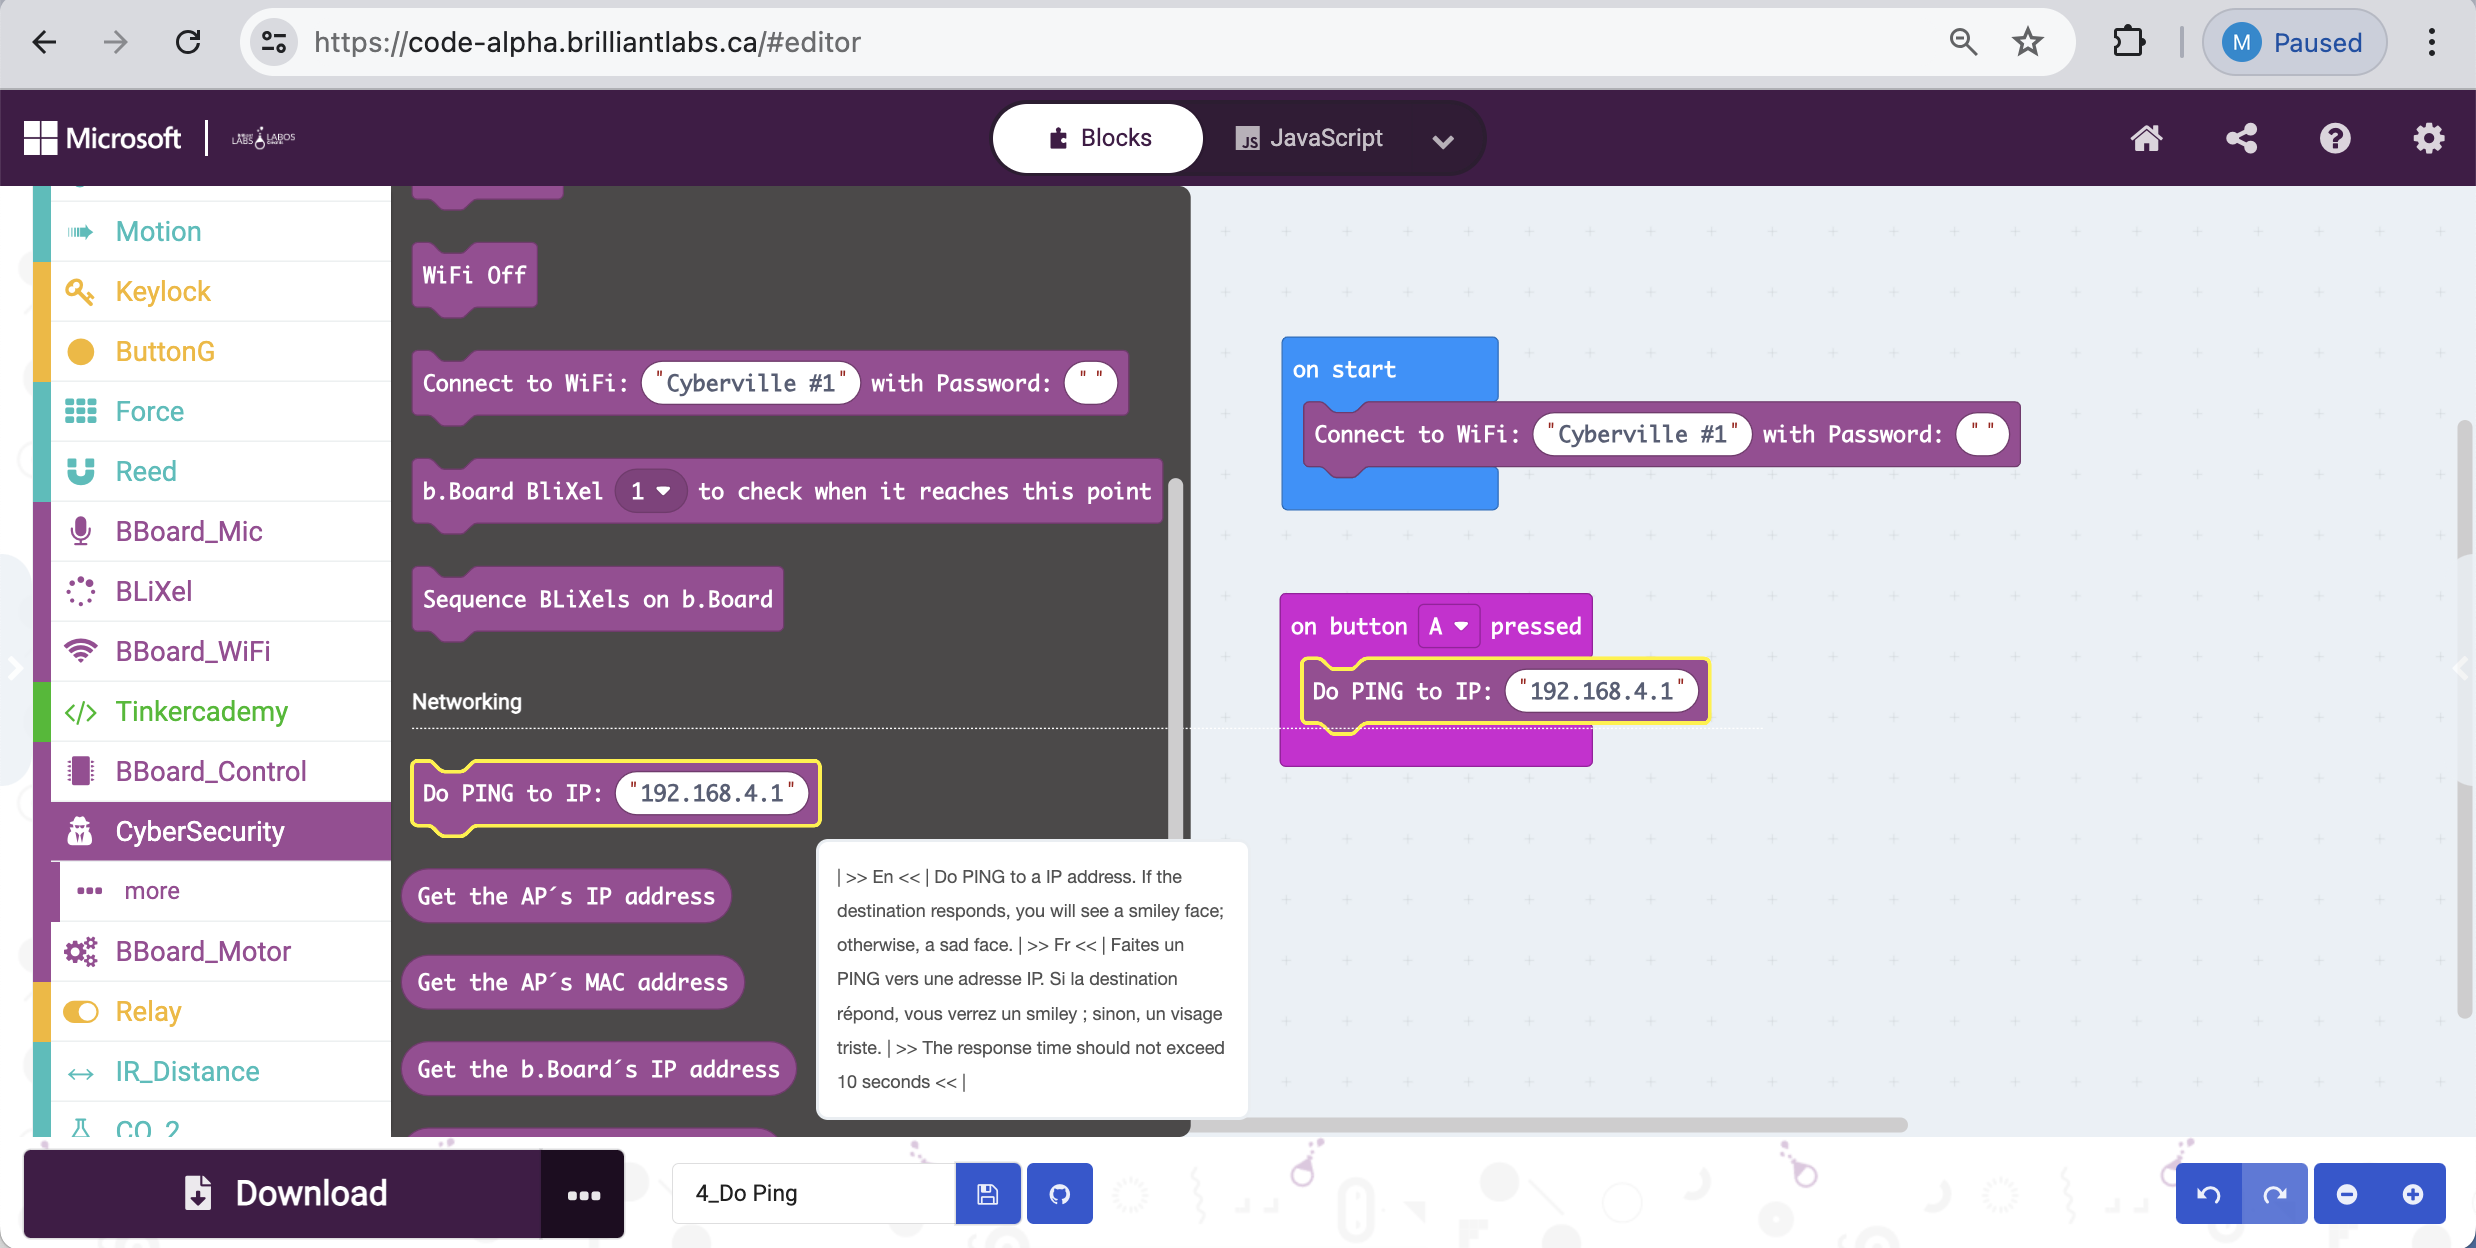 https://code-alpha.brilliantlabs.ca/#editor
M Paused
Microsoft
LABS LABOS
Blocks
JS JavaScript
Motion
Keylock
ButtonG
Force
Reed
BBoard_Mic
BLiXel
BBoard_WiFi
Tinkercademy
BBoard_Control
CyberSecurity
more
BBoard_Motor
Relay
IR_Distance
CO_2
WiFi Off
Connect to WiFi: "Cyberville #1" with Password: " "
b.Board BliXel 1 to check when it reaches this point
Sequence BLiXels on b.Board
Networking
Do PING to IP: "192.168.4.1"
Get the AP´s IP address
Get the AP´s MAC address
Get the b.Board´s IP address
| >> En << | Do PING to a IP address. If the
destination responds, you will see a smiley face;
otherwise, a sad face. | >> Fr << | Faites un
PING vers une adresse IP. Si la destination
répond, vous verrez un smiley ; sinon, un visage
triste. | >> The response time should not exceed
10 seconds << |
on start
Connect to WiFi: "Cyberville #1" with Password: " "
on button A pressed
Do PING to IP: "192.168.4.1"
Download
4_Do Ping